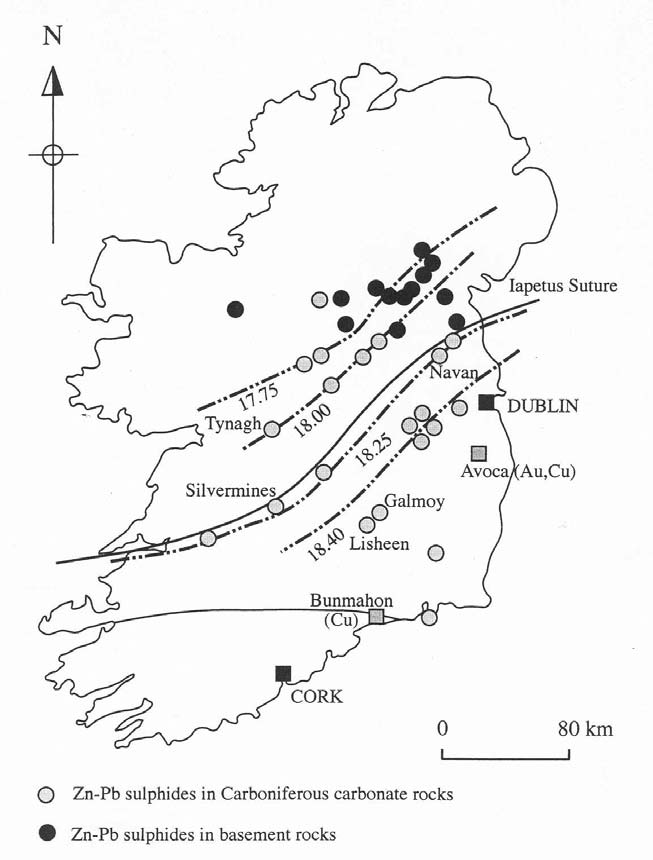 N
Iapetus Suture
Navan
17.75
18.00
Tynagh
DUBLIN
18.25
Avoca (Au,Cu)
Silvermines
Galmoy
18.40
Lisheen
Bunmahon
(Cu)
CORK
0 80 km
Zn-Pb sulphides in Carboniferous carbonate rocks
Zn-Pb sulphides in basement rocks